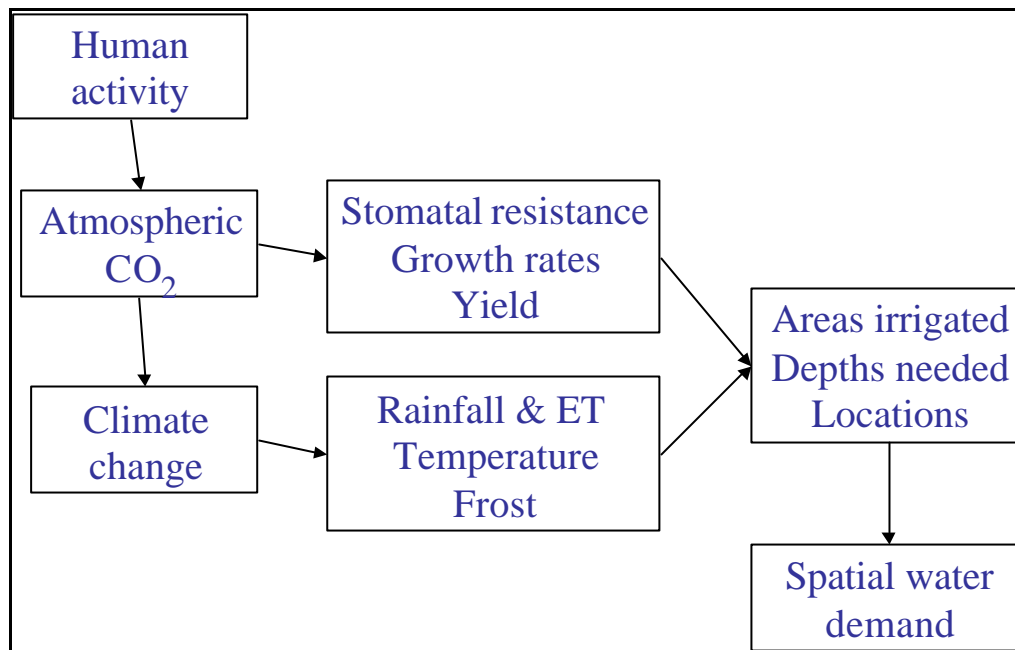 Human
activity
Atmospheric
CO₂
Stomatal resistance
Growth rates
Yield
Climate
change
Rainfall & ET
Temperature
Frost
Areas irrigated
Depths needed
Locations
Spatial water
demand